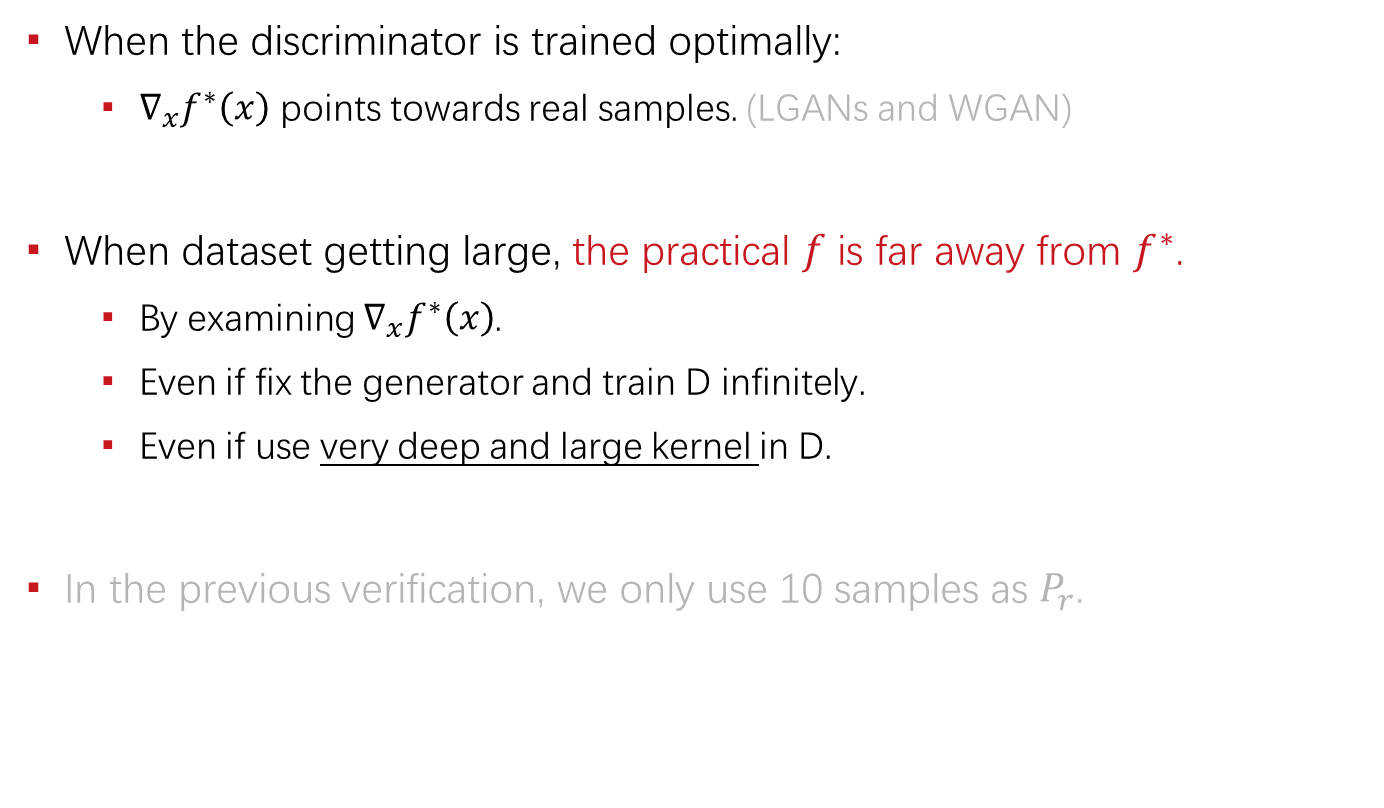 ▪ When the discriminator is trained optimally:
▪ ∇ₓf*(x) points towards real samples. (LGANs and WGAN)
▪ When dataset getting large, the practical f is far away from f*.
▪ By examining ∇ₓf*(x).
▪ Even if fix the generator and train D infinitely.
▪ Even if use very deep and large kernel in D.
▪ In the previous verification, we only use 10 samples as Pᵣ.